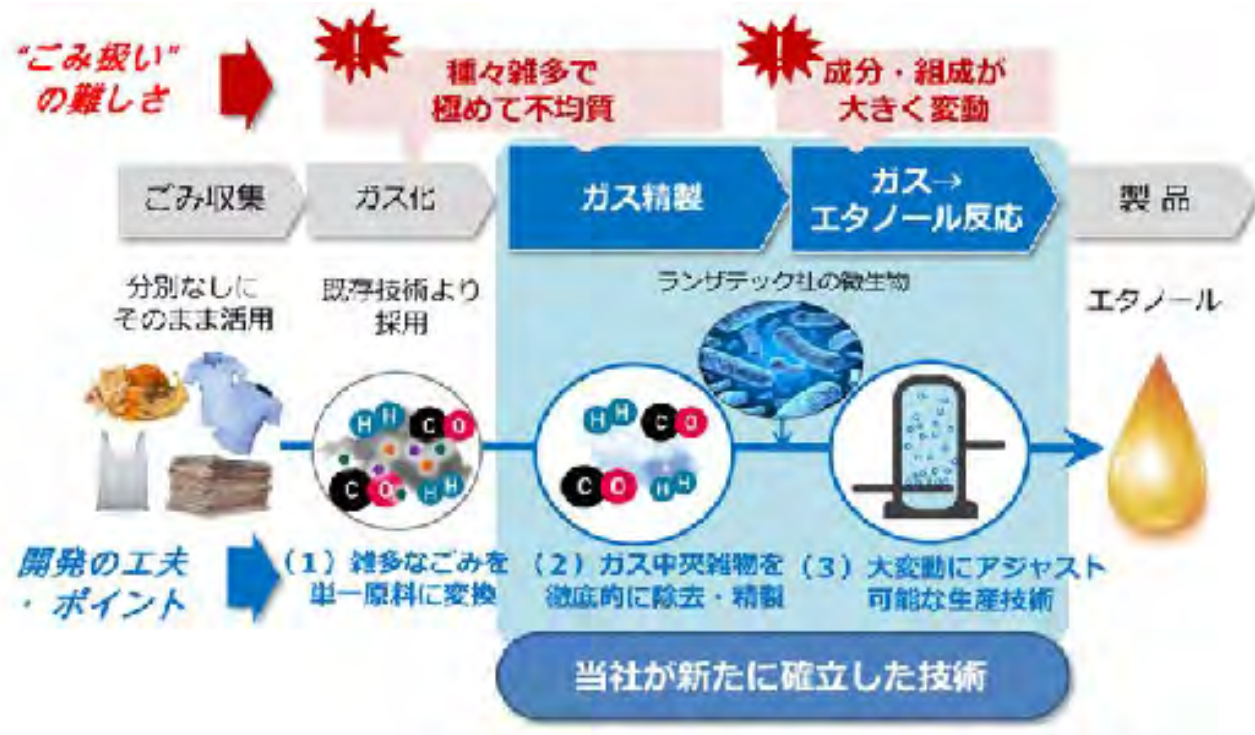 “ごみ扱い”
の難しさ
!
種々雑多で
極めて不均質
!
成分・組成が
大きく変動
ごみ収集
ガス化
ガス精製
ガス→
エタノール反応
製 品
分別なしに
そのまま活用
既存技術より
採用
ランザテック社の微生物
エタノール
H H C O
C O H H
H H C O
C O H H
開発の工夫
・ポイント
(1)雑多なごみを
単一原料に変換
(2)ガス中夾雑物を
徹底的に除去・精製
(3)大変動にアジャスト
可能な生産技術
当社が新たに確立した技術